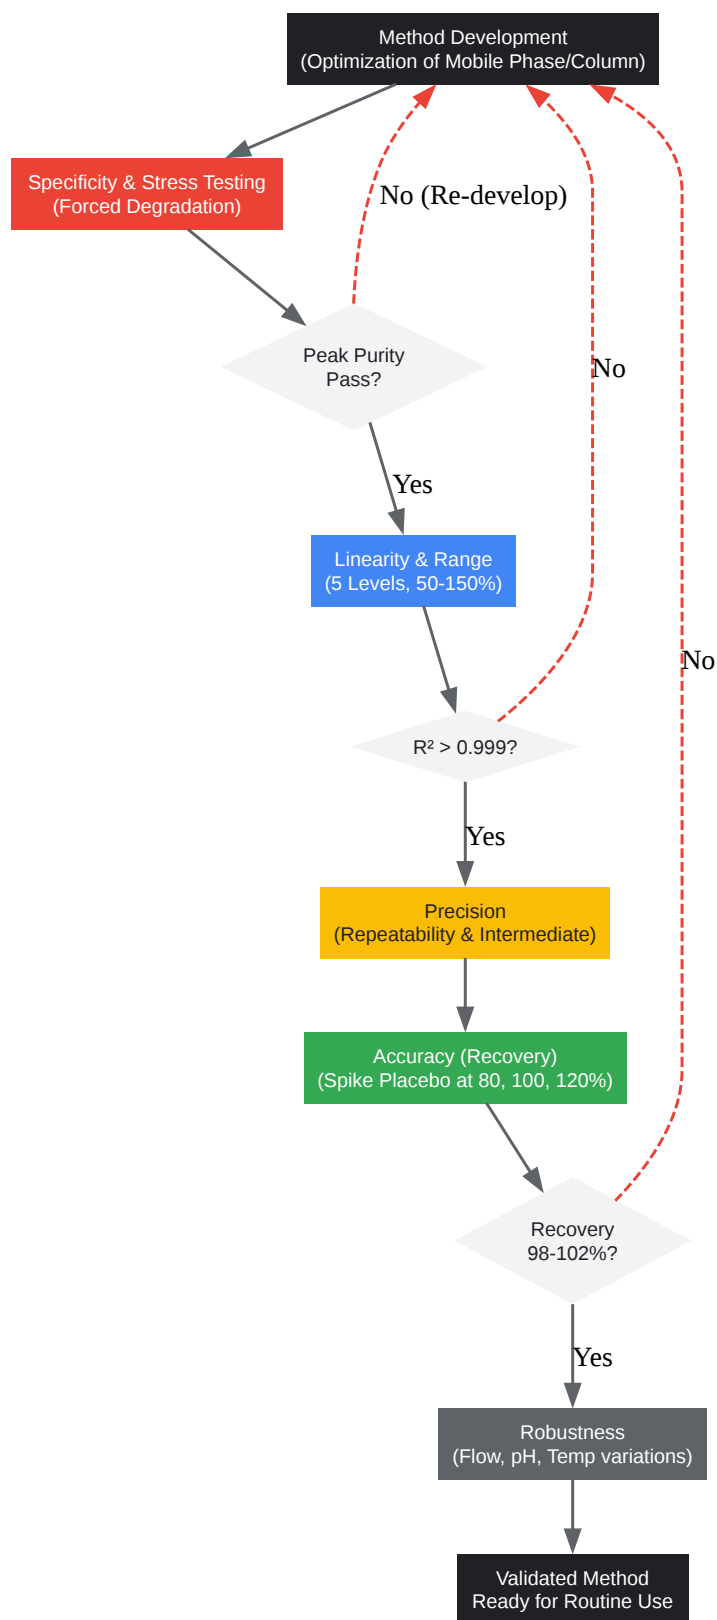 Method Development
(Optimization of Mobile Phase/Column)
Specificity & Stress Testing
(Forced Degradation)
No (Re-develop)
Peak Purity
Pass?
No
Yes
Linearity & Range
(5 Levels, 50-150%)
No
R² > 0.999?
Yes
Precision
(Repeatability & Intermediate)
Accuracy (Recovery)
(Spike Placebo at 80, 100, 120%)
Recovery
98-102%?
Yes
Robustness
(Flow, pH, Temp variations)
Validated Method
Ready for Routine Use